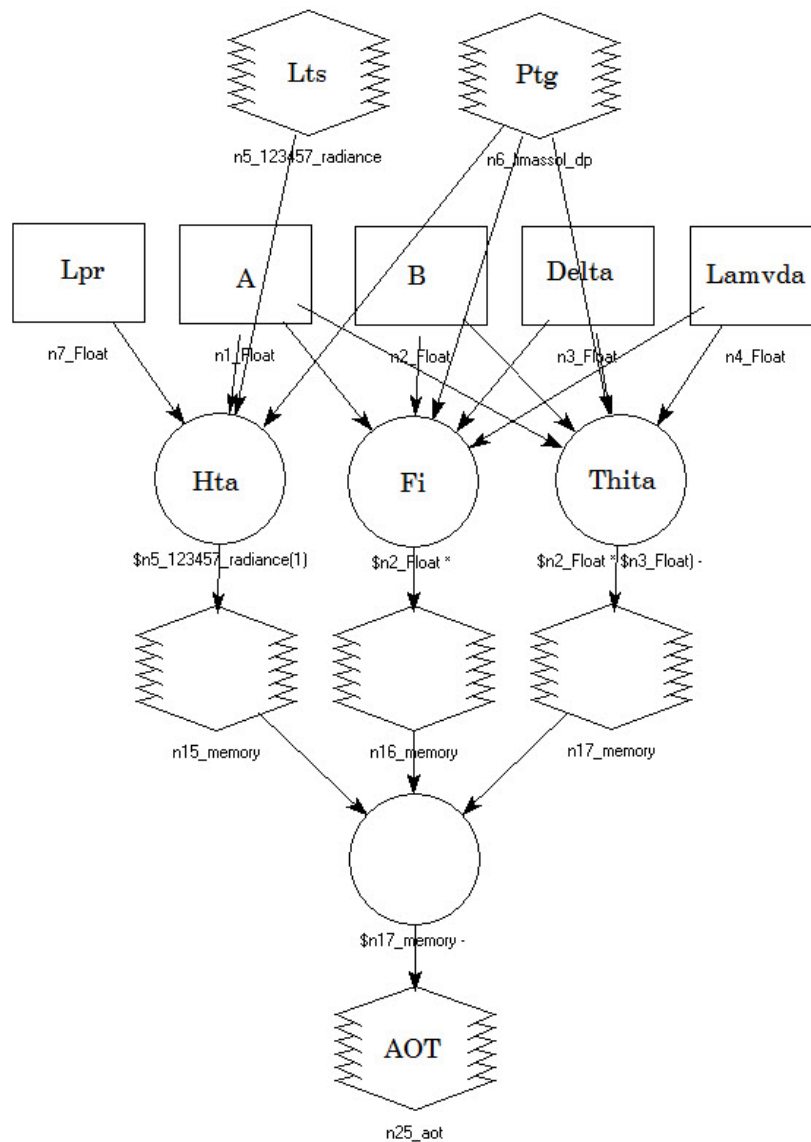 Lts
Ptg
n5_123457_radiance
n6_lmassol_dp
Lpr
A
B
Delta
Lamvda
n7_Float
n1_Float
n2_Float
n3_Float
n4_Float
Hta
Fi
Thita
$n5_123457_radiance(1)
$n2_Float *
$n2_Float * $n3_Float) -
n15_memory
n16_memory
n17_memory
$n17_memory -
AOT
n25_aot